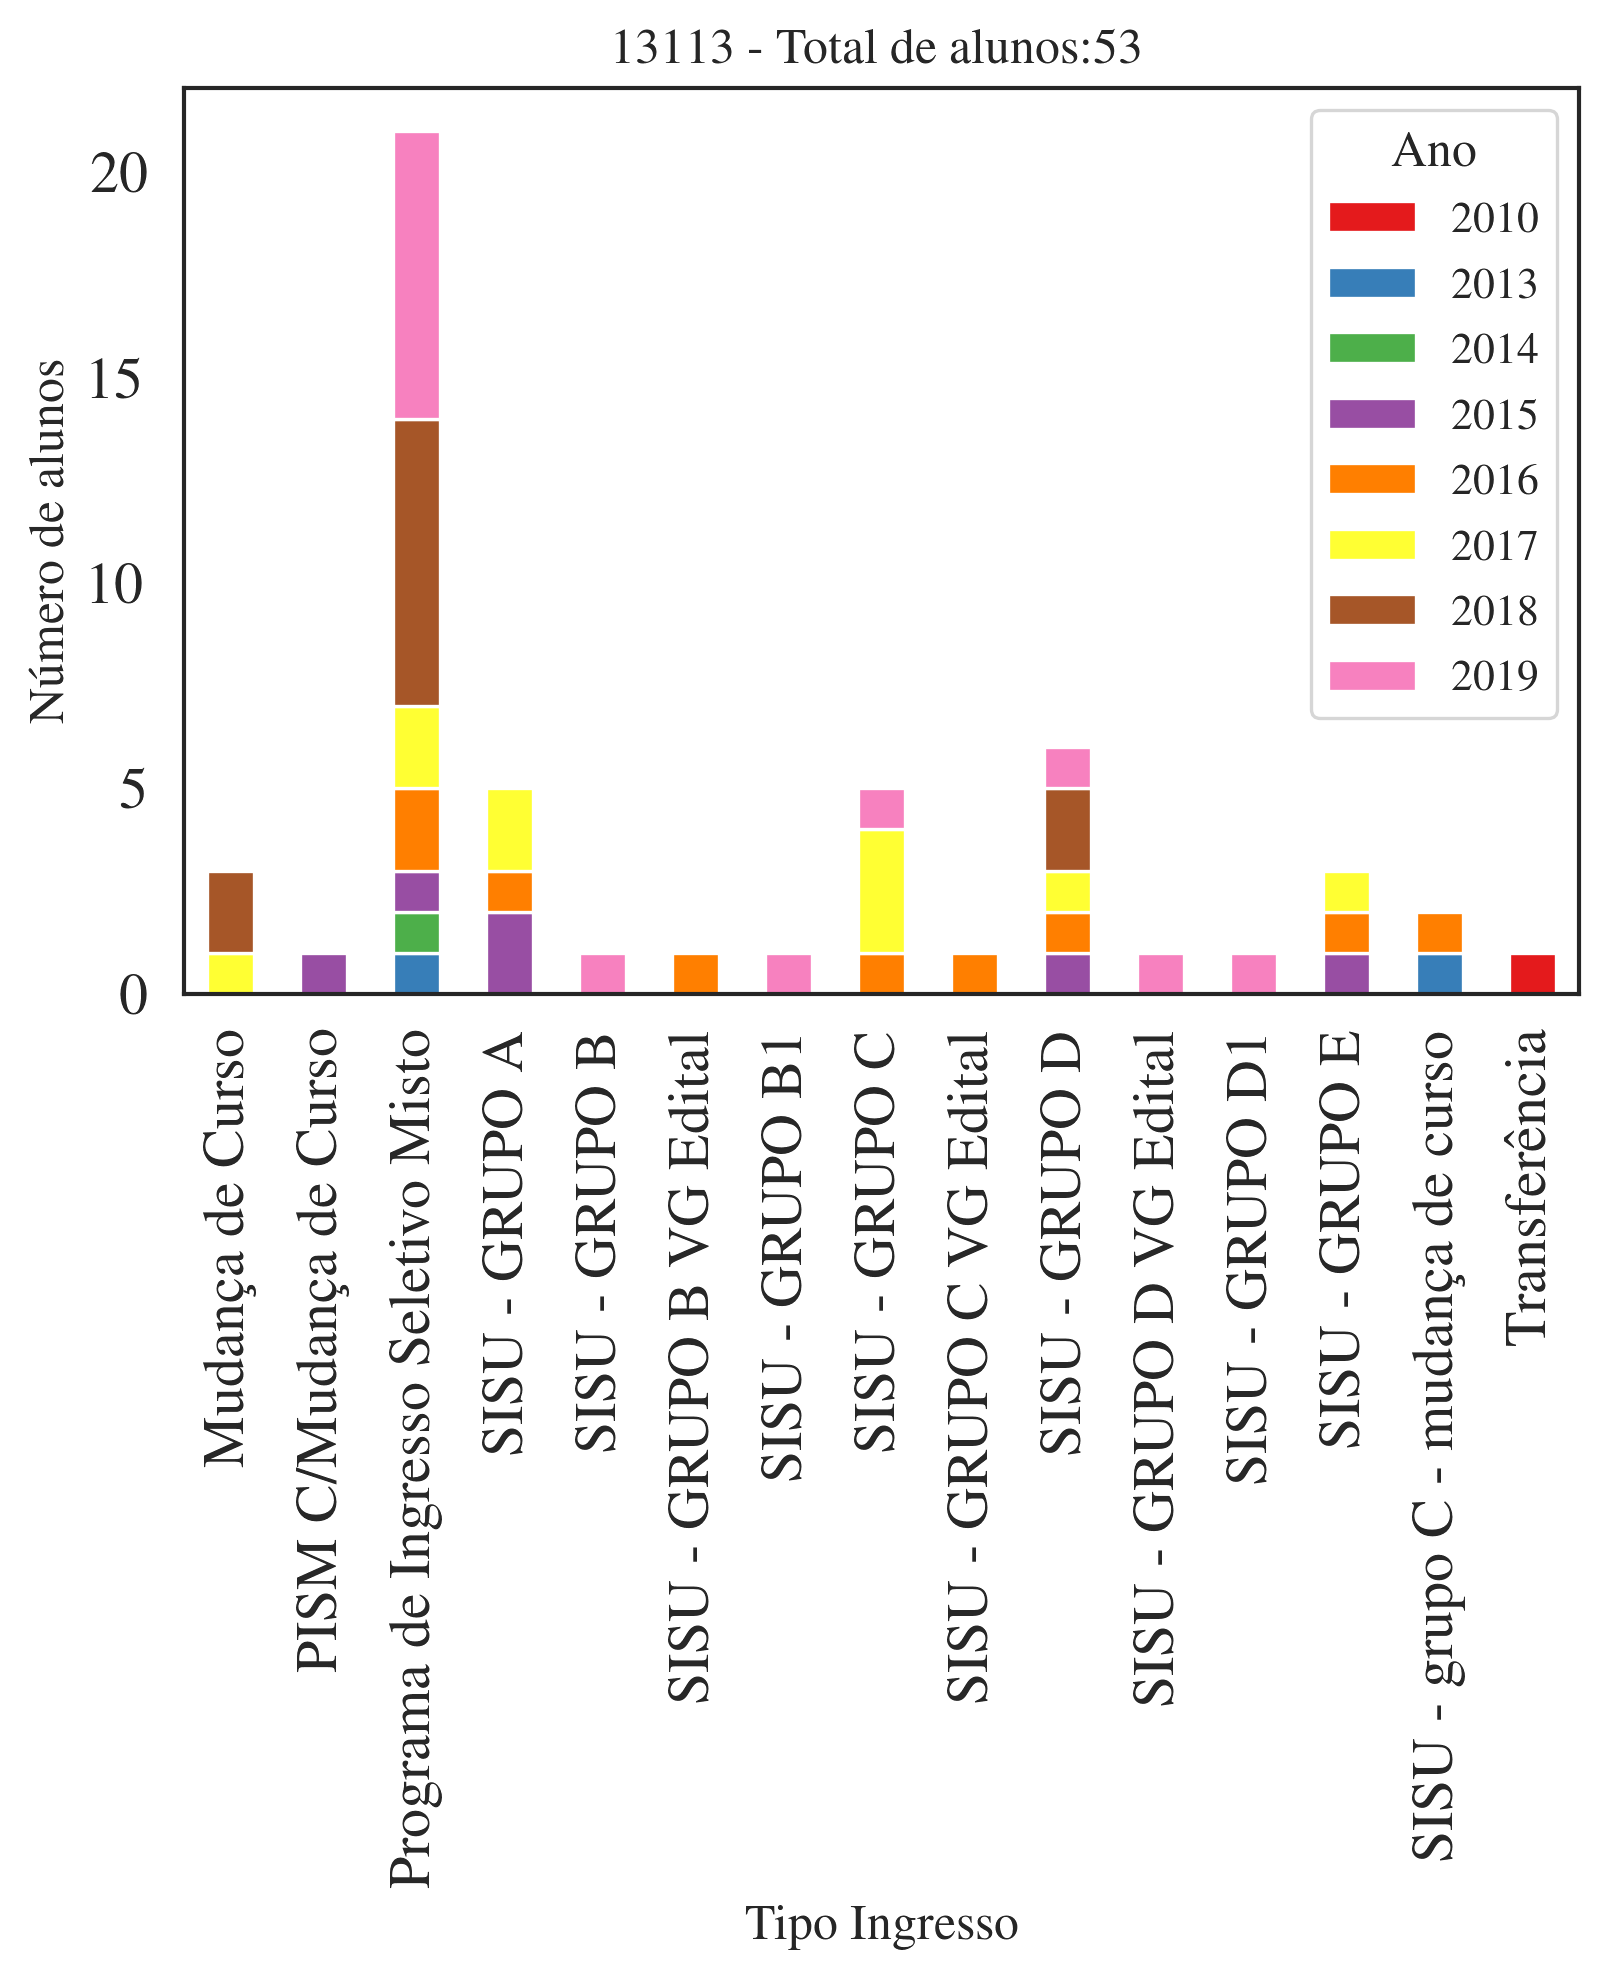 13113 - Total de alunos:53
Número de alunos
20
15
10
5
0
Ano
2010
2013
2014
2015
2016
2017
2018
2019
Mudança de Curso
PISM C/Mudança de Curso
Programa de Ingresso Seletivo Misto
SISU - GRUPO A
SISU - GRUPO B
SISU - GRUPO B VG Edital
SISU - GRUPO B1
SISU - GRUPO C
SISU - GRUPO C VG Edital
SISU - GRUPO D
SISU - GRUPO D VG Edital
SISU - GRUPO D1
SISU - GRUPO E
SISU - grupo C - mudança de curso
Transferência
Tipo Ingresso